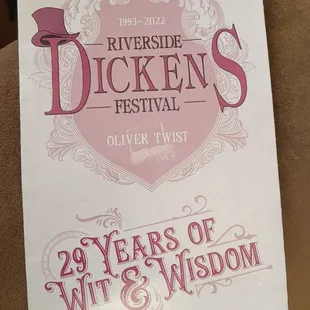 1993-2022
RIVERSIDE
DICKENS
FESTIVAL
OLIVER TWIST
29 YEARS OF
WIT & WISDOM